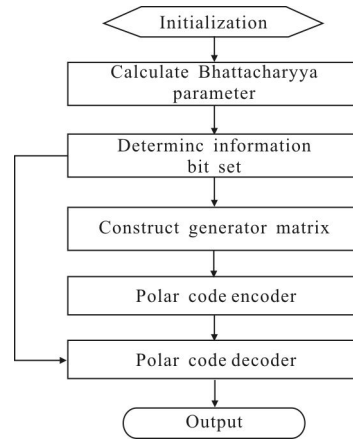 Initialization
Calculate Bhattacharyya
parameter
Determinc information
bit set
Construct generator matrix
Polar code encoder
Polar code decoder
Output